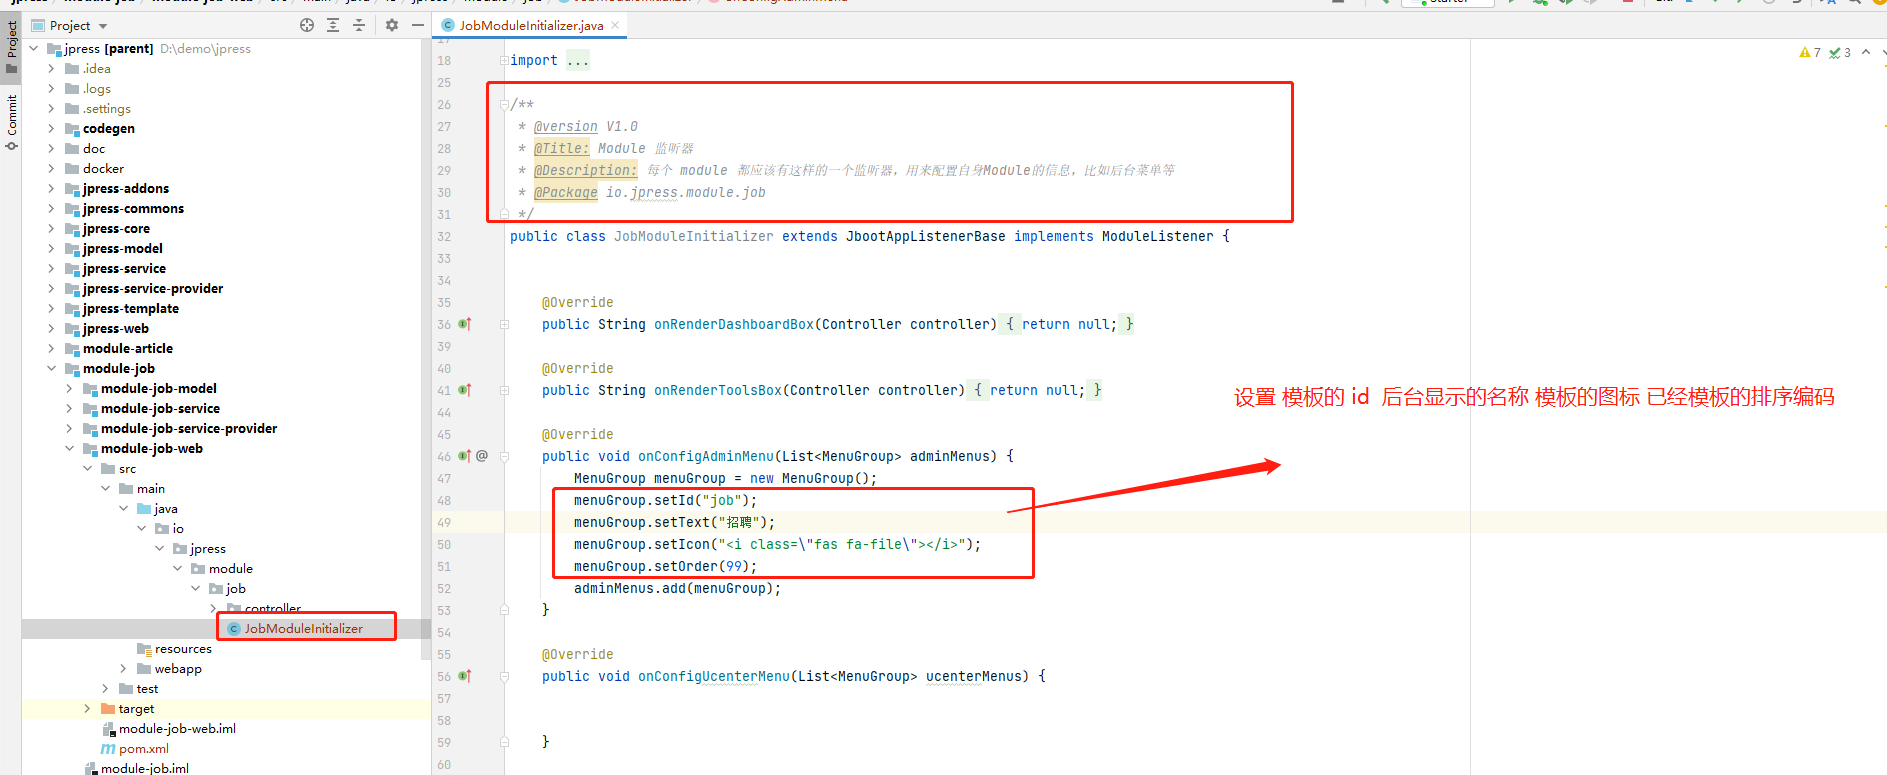 Project
Commit
Project
JobModuleInitializer.java
jpress [parent] D:\demo\jpress
.idea
.logs
.settings
codegen
doc
docker
jpress-addons
jpress-commons
jpress-core
jpress-model
jpress-service
jpress-service-provider
jpress-template
jpress-web
module-article
module-job
module-job-model
module-job-service
module-job-service-provider
module-job-web
src
main
java
io
jpress
module
job
controller
JobModuleInitializer
resources
webapp
test
target
module-job-web.iml
pom.xml
module-job.iml
7 3
17
18 import ...
25
26 /**
27 * @version V1.0
28 * @Title: Module 监听器
29 * @Description: 每个 module 都应该有这样的一个监听器，用来配置自身Module的信息，比如后台菜单等
30 * @Package io.jpress.module.job
31 */
32 public class JobModuleInitializer extends JbootAppListenerBase implements ModuleListener {
33
34
35 @Override
36 public String onRenderDashboardBox(Controller controller) { return null; }
39
40 @Override
41 public String onRenderToolsBox(Controller controller) { return null; }
44
45 @Override
46 @ public void onConfigAdminMenu(List<MenuGroup> adminMenus) {
47 MenuGroup menuGroup = new MenuGroup();
48 menuGroup.setId("job");
49 menuGroup.setText("招聘");
50 menuGroup.setIcon("<i class=\"fas fa-file\"></i>");
51 menuGroup.setOrder(99);
52 adminMenus.add(menuGroup);
53 }
54
55 @Override
56 public void onConfigUcenterMenu(List<MenuGroup> ucenterMenus) {
57
58
59 }
60
设置 模板的 id 后台显示的名称 模板的图标 已经模板的排序编码